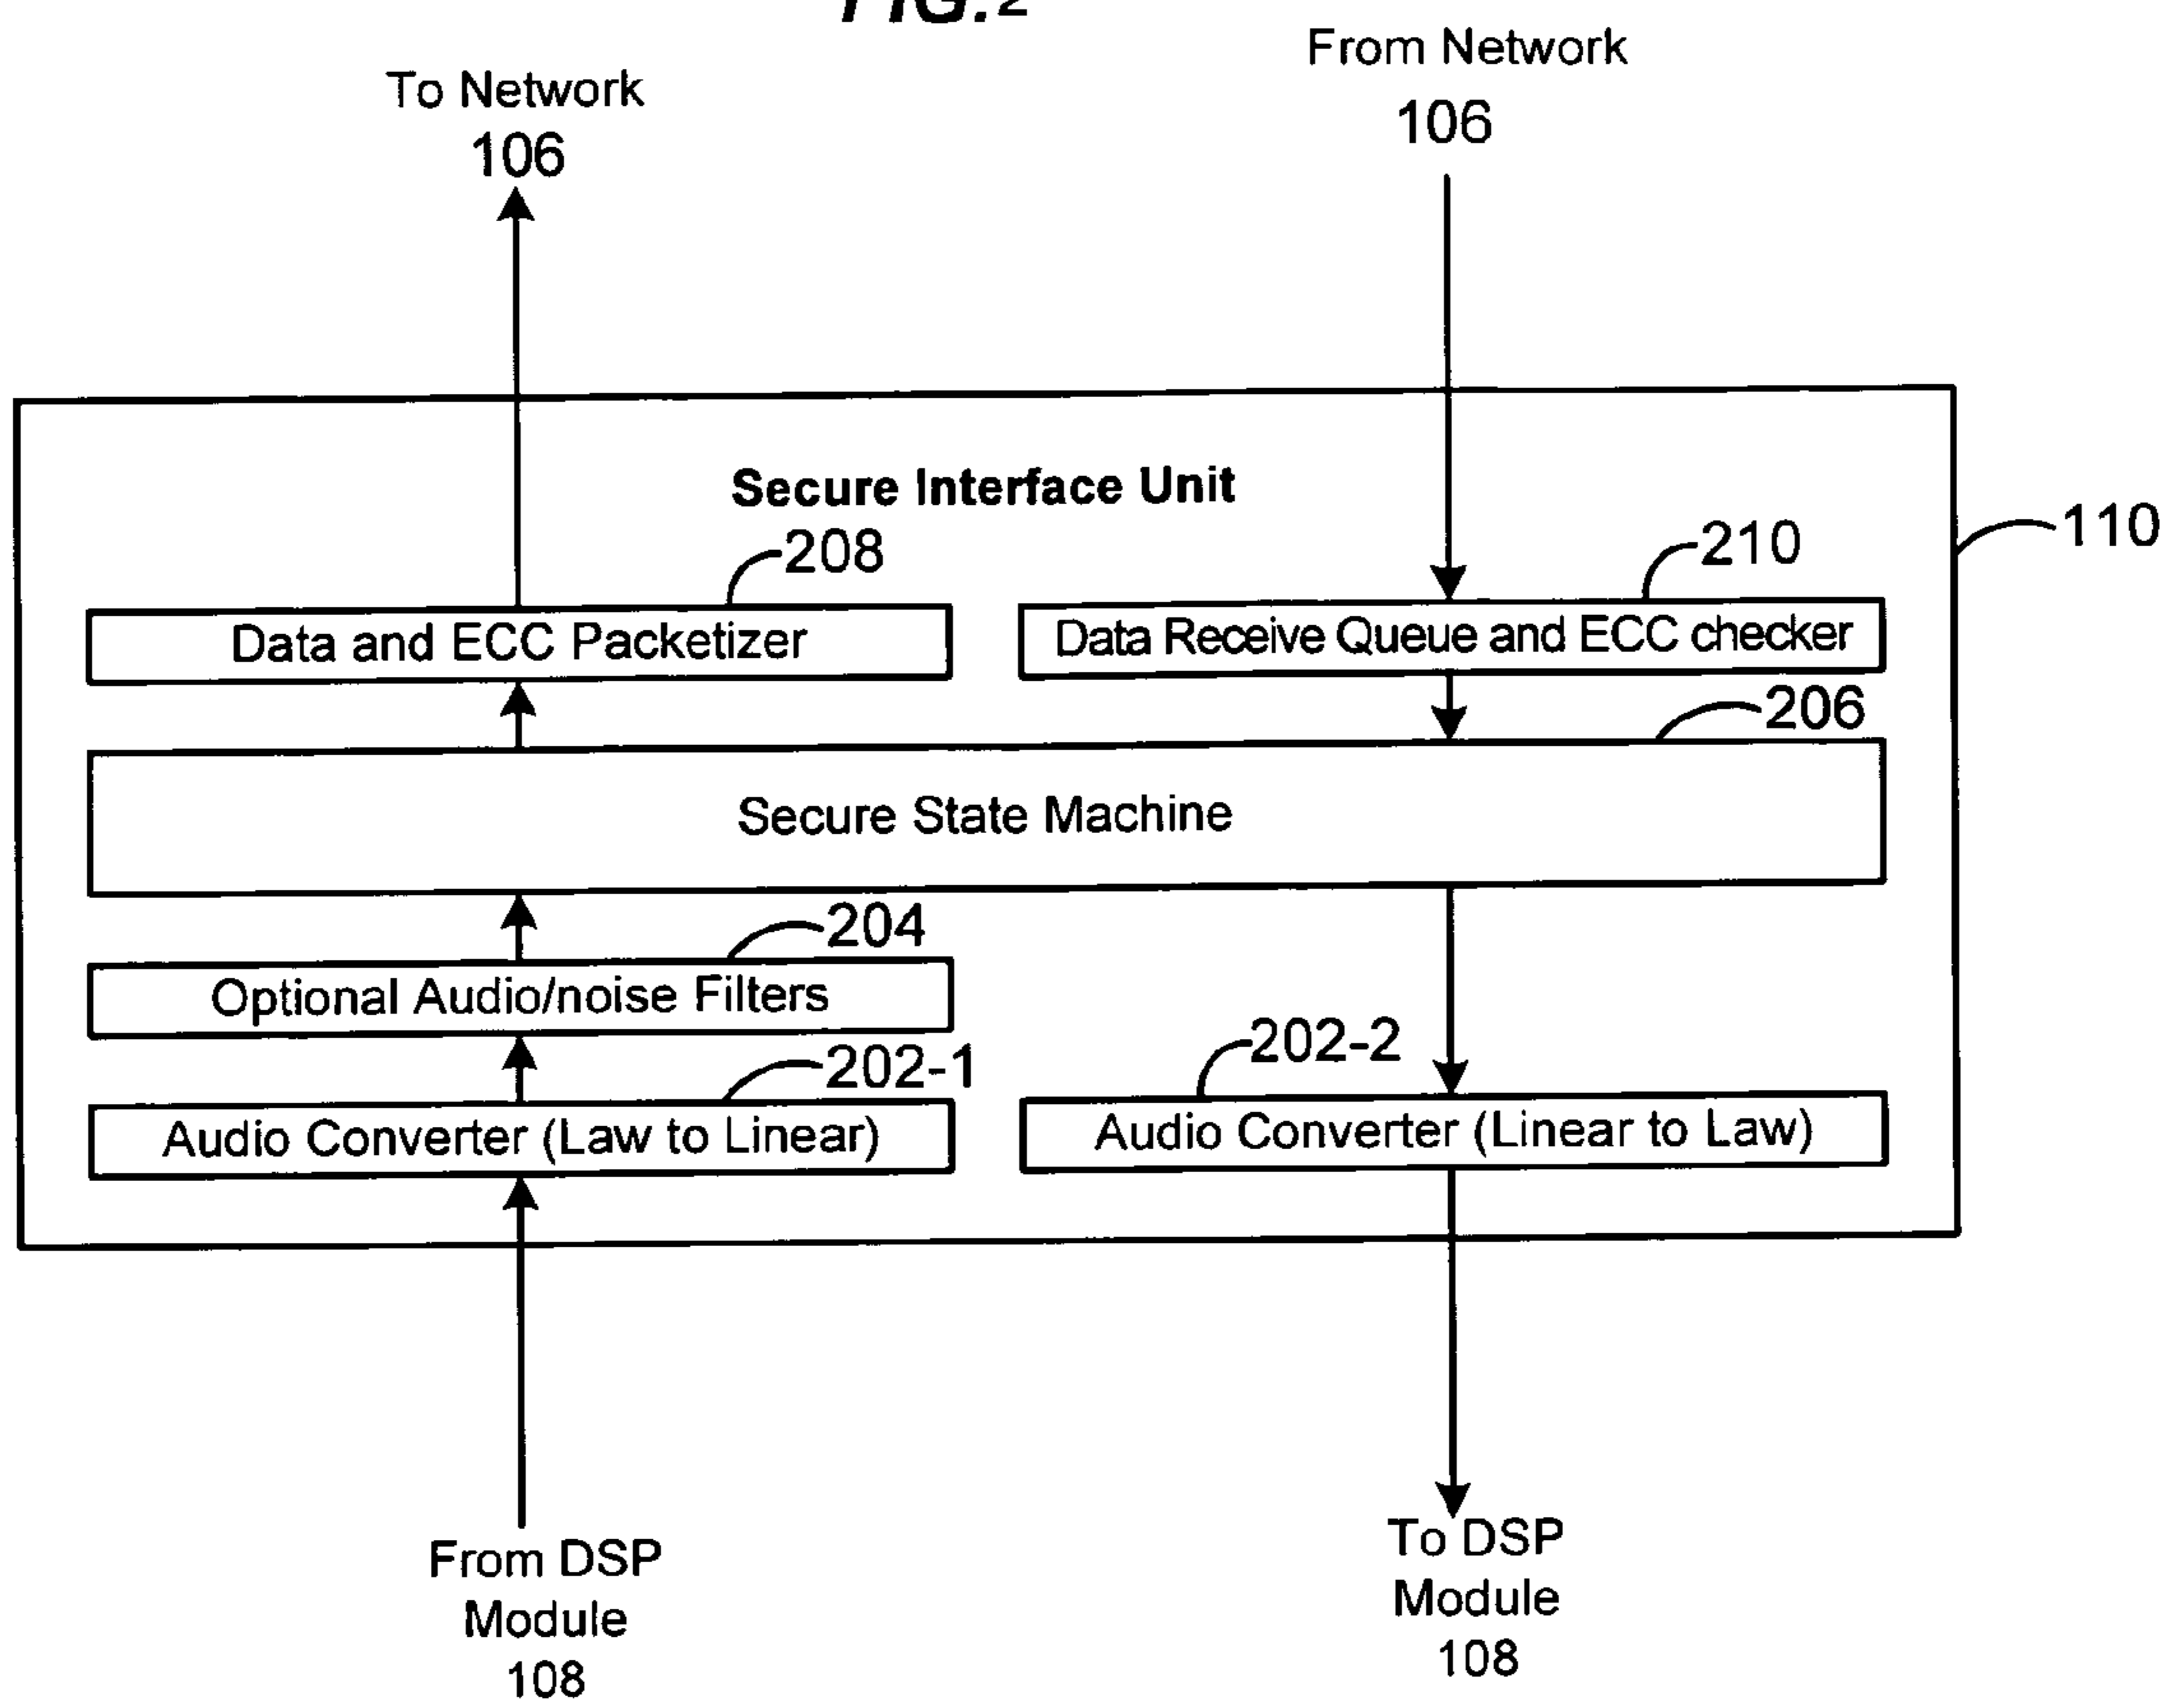 FIG.2
To Network
106
From Network
106
Secure Interface Unit
110
208
Data and ECC Packetizer
210
Data Receive Queue and ECC checker
206
Secure State Machine
204
Optional Audio/noise Filters
202-1
Audio Converter (Law to Linear)
202-2
Audio Converter (Linear to Law)
From DSP
Module
108
To DSP
Module
108